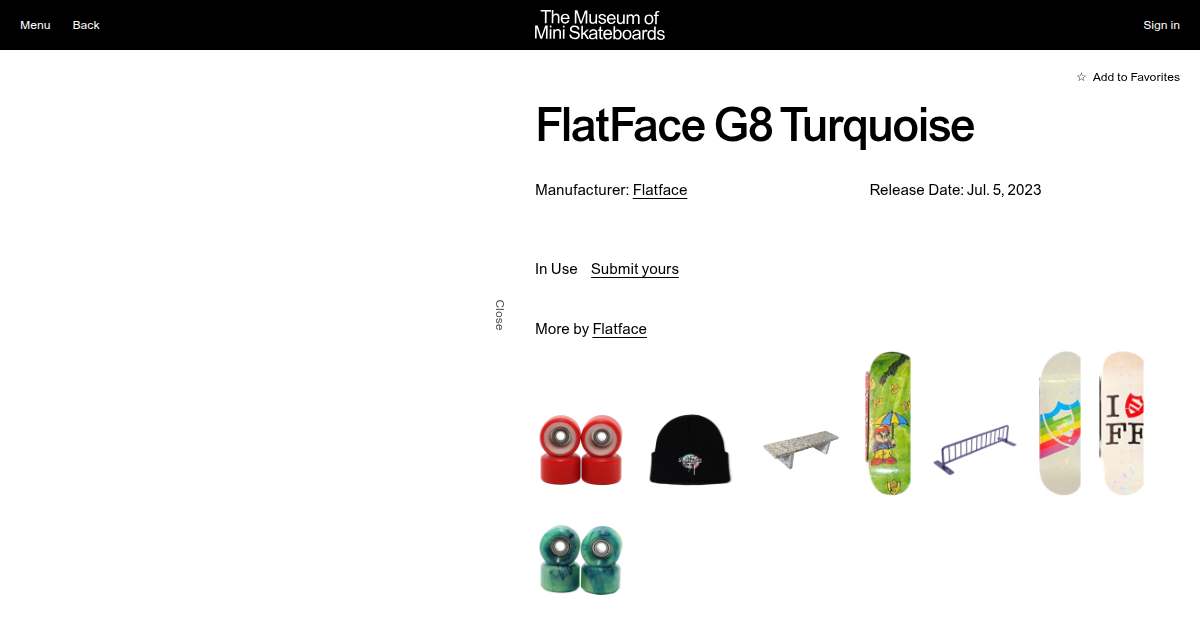 Menu
Back
The Museum of
Mini Skateboards
Sign in
☆ Add to Favorites
FlatFace G8 Turquoise
Manufacturer: Flatface
Release Date: Jul. 5, 2023
In Use
Submit yours
Close
More by Flatface
I
FF